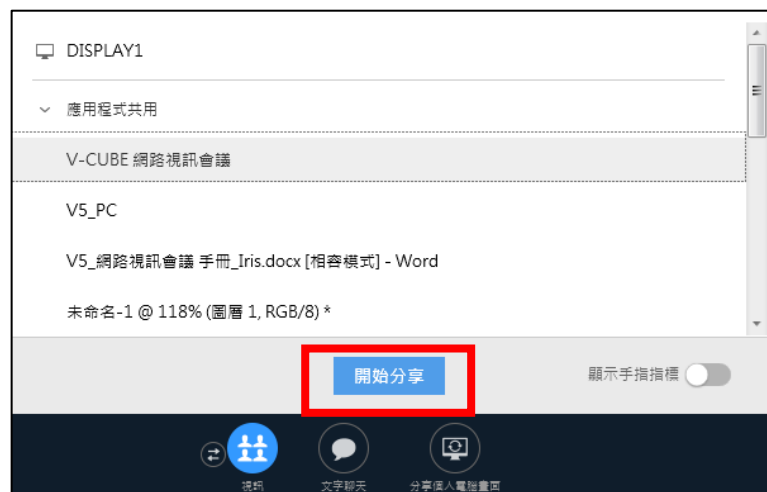 DISPLAY1
應用程式共用
V-CUBE 網路視訊會議
V5_PC
V5_網路視訊會議 手冊_Iris.docx [相容模式] - Word
未命名-1 @ 118% (圖層 1, RGB/8) *
開始分享
顯示手指指標
視訊
文字聊天
分享個人電腦畫面